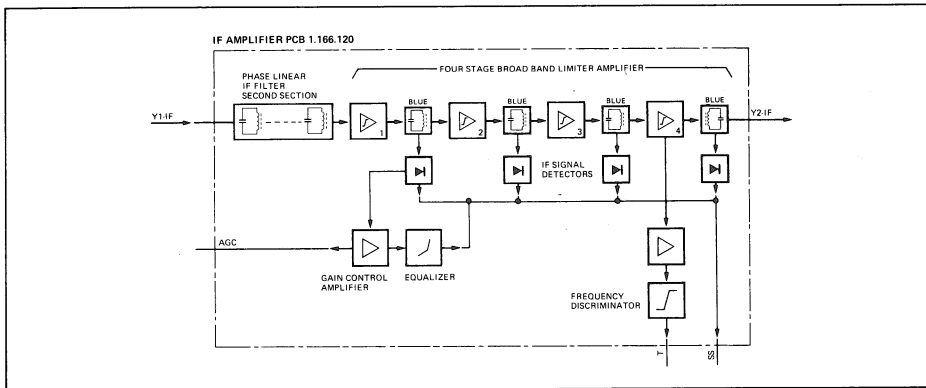 IF AMPLIFIER PCB 1.166.120
PHASE LINEAR
IF FILTER
SECOND SECTION
FOUR STAGE BROAD BAND LIMITER AMPLIFIER
BLUE
BLUE
BLUE
BLUE
Y1-IF
1
2
3
4
Y2-IF
IF SIGNAL
DETECTORS
AGC
GAIN CONTROL
AMPLIFIER
EQUALIZER
FREQUENCY
DISCRIMINATOR
T
SS